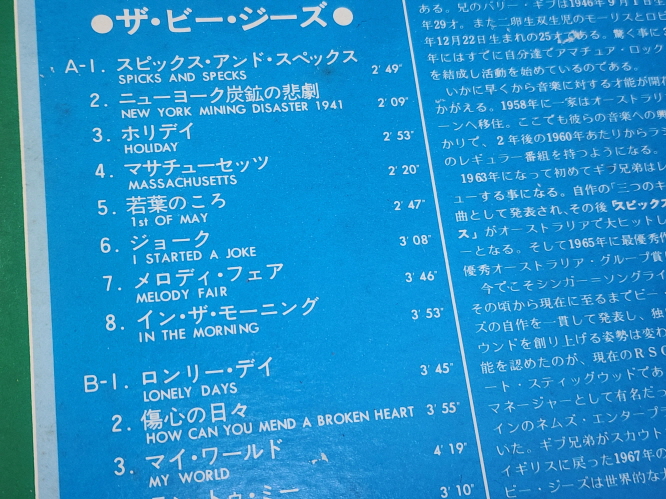 ●ザ・ビー・ジーズ●
A-1. スピックス・アンド・スペックス 2′49″
SPICKS AND SPECKS
2. ニューヨーク炭鉱の悲劇 2′09″
NEW YORK MINING DISASTER 1941
3. ホリデイ 2′53″
HOLIDAY
4. マサチューセッツ 2′20″
MASSACHUSETTS
5. 若葉のころ 2′47″
1st OF MAY
6. ジョーク 3′08″
I STARTED A JOKE
7. メロディ・フェア 3′46″
MELODY FAIR
8. イン・ザ・モーニング 3′53″
IN THE MORNING
B-1. ロンリー・デイ 3′45″
LONELY DAYS
2. 傷心の日々 3′55″
HOW CAN YOU MEND A BROKEN HEART
3. マイ・ワールド 4′19″
MY WORLD
トゥ・ミー 3′10″
ある。兄のバリー・ギブは1946年9月1日生
年29才。また二卵生双生児のモーリスとロビ
年12月22日生まれの25才である。驚く事に
年にはすでに自分達でアマチュア・ロック
を結成し活動を始めているのである。
いかに早くから音楽に対する才能が開花
かがえる。1958年に一家はオーストラリ
ーンへ移住。ここでも彼らの音楽への興
かりで、2年後の1960年あたりからラ
のレギュラー番組を持つようになる。
1963年になって初めてギブ兄弟はレ
ューする事になる。自作の「三つのキ
曲として発表され、その後「スピックス
ス」がオーストラリアで大ヒットし
ーとなる。そして1965年に最優秀作
優秀オーストラリア・グループ賞
今でこそシンガー＝ソングライ
その頃から現在に至るまでビー・
ズの自作を一貫して発表し、独
ウンドを創り上げる姿勢は変わ
能を認めたのが、現在のRSO
ート・スティッグウッドであ
マネージャーとして有名だっ
インのネムズ・エンタープ
いた。ギブ兄弟がスカウト
イギリスに戻った1967年の
ビー・ジーズは世界的な